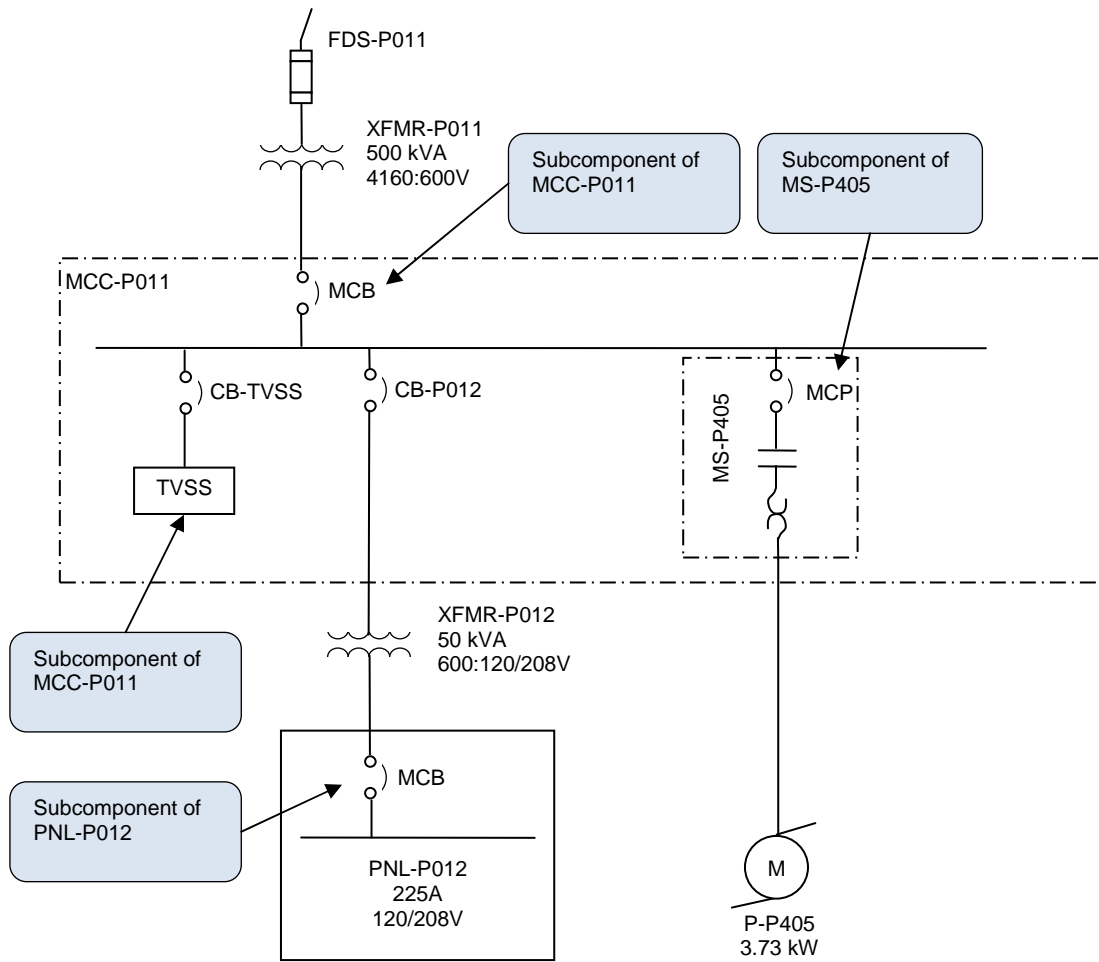 FDS-P011
XFMR-P011
500 kVA
4160:600V
Subcomponent of
MCC-P011
Subcomponent of
MS-P405
MCC-P011
MCB
CB-TVSS
CB-P012
MCP
MS-P405
TVSS
XFMR-P012
50 kVA
600:120/208V
Subcomponent of
MCC-P011
MCB
Subcomponent of
PNL-P012
PNL-P012
225A
120/208V
M
P-P405
3.73 kW